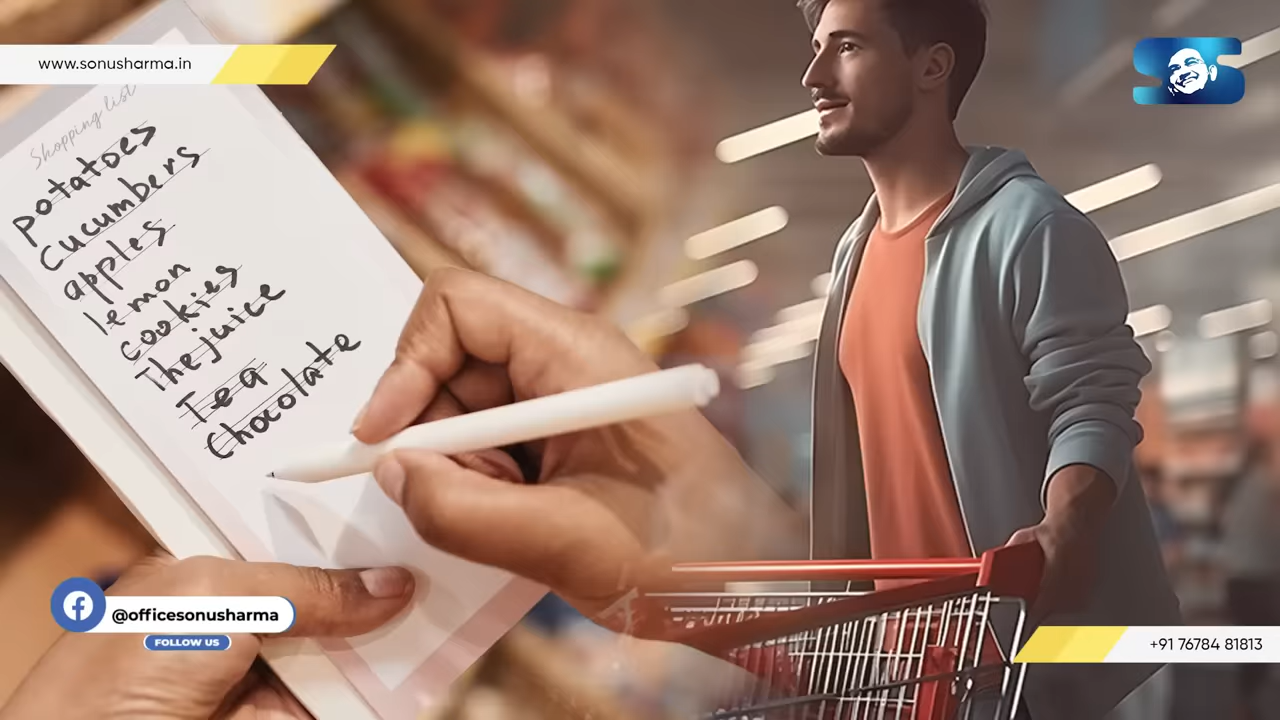 www.sonusharma.in
Shopping list
potatoes
Cucumbers
apples
lemon
cookies
The juice
Tea
Chocolate
@officesonusharma
FOLLOW US
+91 76784 81813